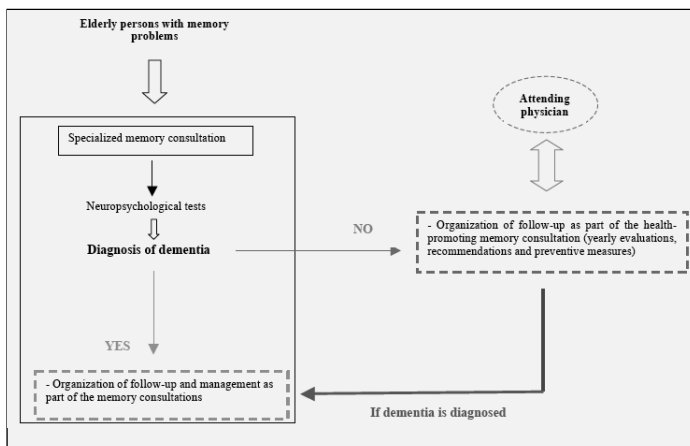 Elderly persons with memory
problems
Attending
physician
Specialized memory consultation
Neuropsychological tests
Diagnosis of dementia
NO
- Organization of follow-up as part of the health-
promoting memory consultation (yearly evaluations,
recommendations and preventive measures)
YES
- Organization of follow-up and management as
part of the memory consultations
If dementia is diagnosed